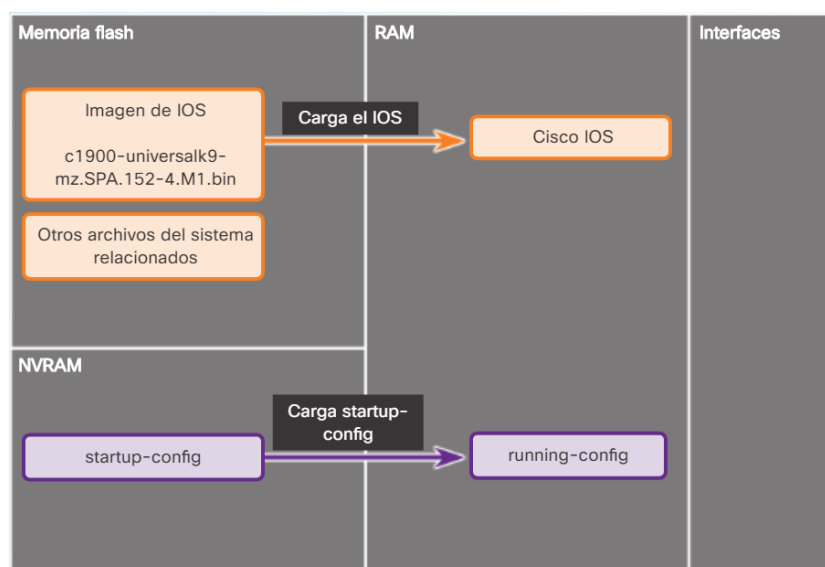 Memoria flash
RAM
Interfaces
Imagen de IOS
c1900-universalk9-
mz.SPA.152-4.M1.bin
Carga el IOS
Cisco IOS
Otros archivos del sistema
relacionados
NVRAM
Carga startup-
config
startup-config
running-config